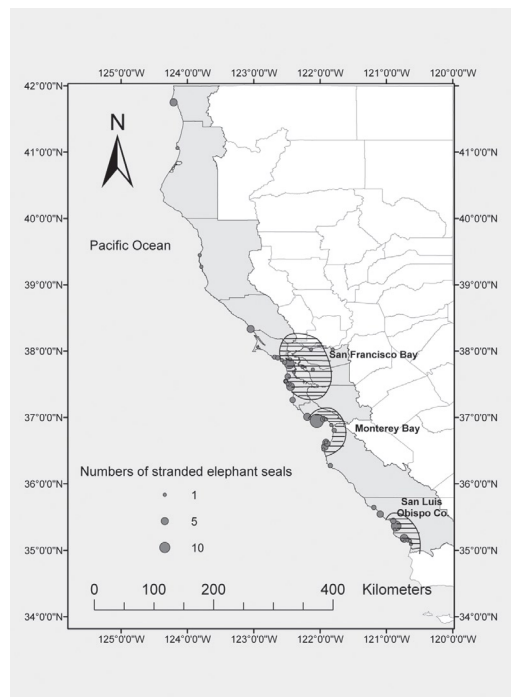 125°0'0"W 124°0'0"W 123°0'0"W 122°0'0"W 121°0'0"W 120°0'0"W
42°0'0"N
N
41°0'0"N 41°0'0"N
40°0'0"N 40°0'0"N
Pacific Ocean
39°0'0"N 39°0'0"N
38°0'0"N 38°0'0"N
San Francisco Bay
37°0'0"N 37°0'0"N
Monterey Bay
Numbers of stranded elephant seals
36°0'0"N 36°0'0"N
1
San Luis
Obispo Co.
5
10
35°0'0"N 35°0'0"N
0 100 200 400 Kilometers
34°0'0"N 34°0'0"N
125°0'0"W 124°0'0"W 123°0'0"W 122°0'0"W 121°0'0"W 120°0'0"W